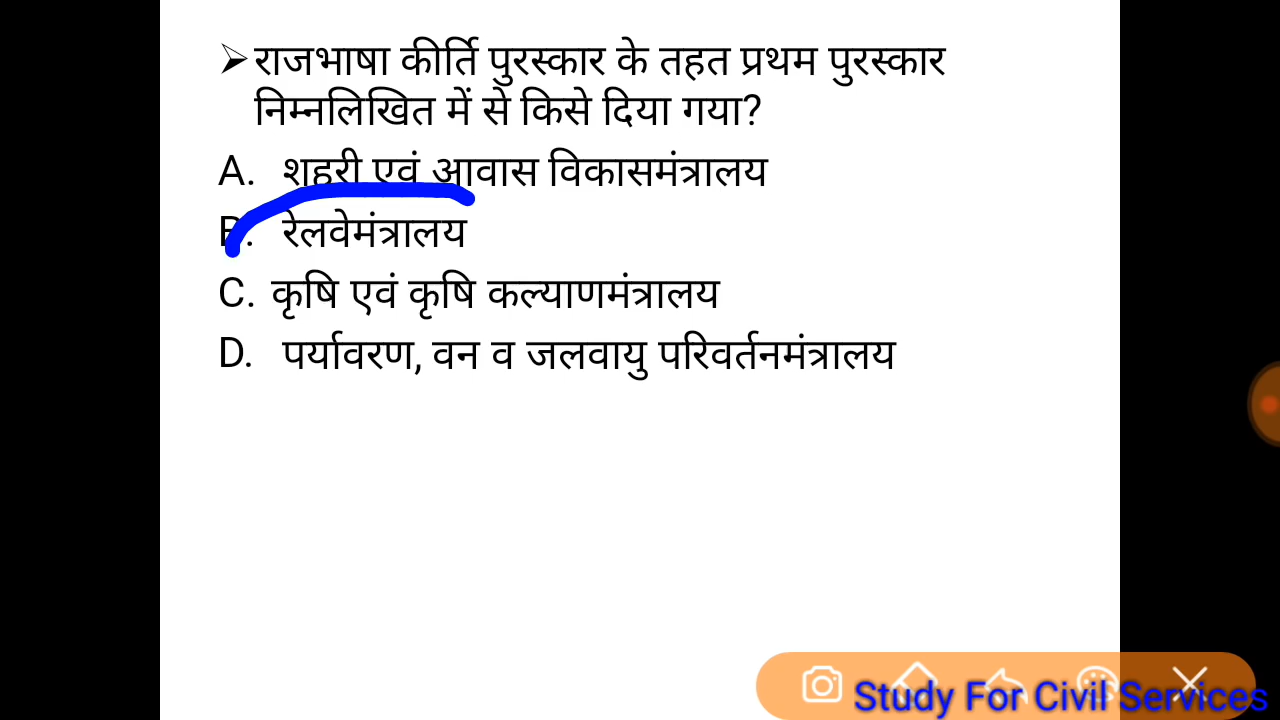 ➢ राजभाषा कीर्ति पुरस्कार के तहत प्रथम पुरस्कार
निम्नलिखित में से किसे दिया गया?
A. शहरी एवं आवास विकासमंत्रालय
B. रेलवेमंत्रालय
C. कृषि एवं कृषि कल्याणमंत्रालय
D. पर्यावरण, वन व जलवायु परिवर्तनमंत्रालय
Study For Civil Services